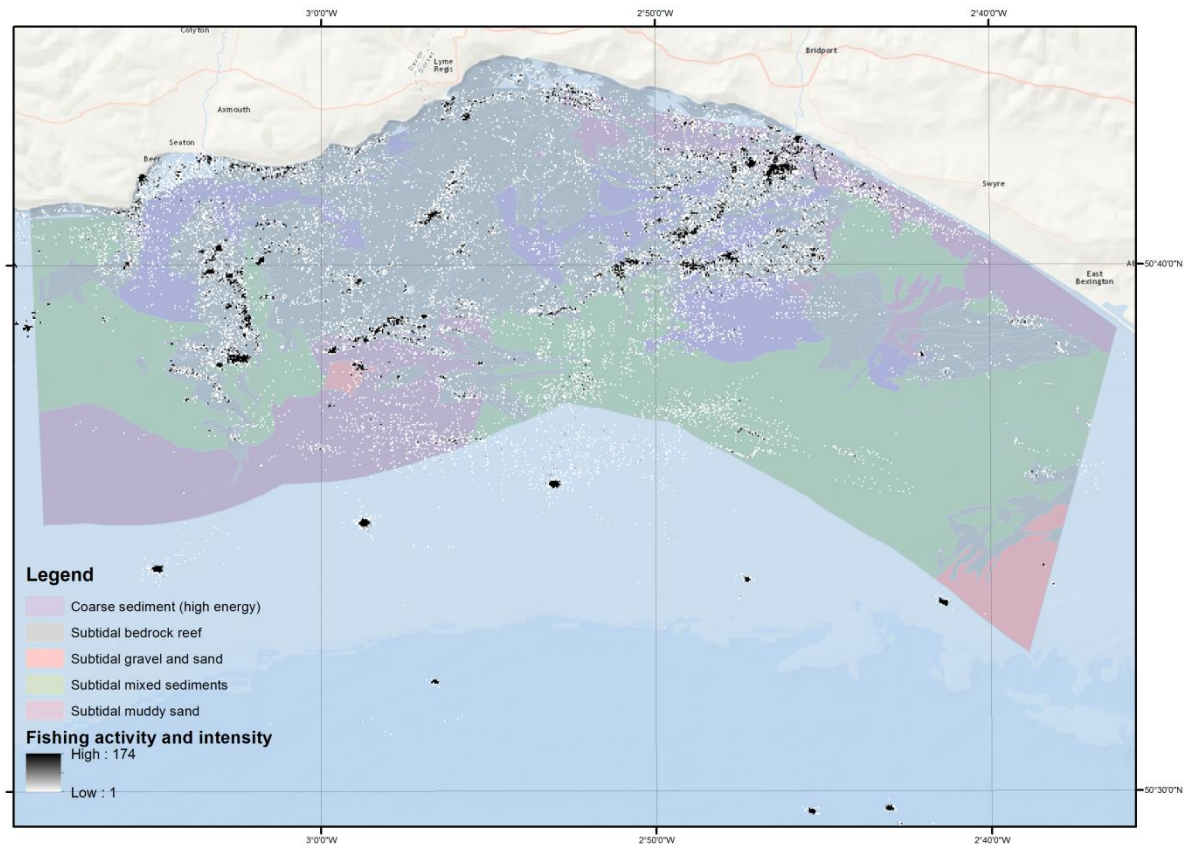 3°0'0"W 2°50'0"W 2°40'0"W
Colyton
Bridport
Lyme
Regis
Devon
Dorset
Axmouth
Seaton
Beer
Swyre
50°40'0"N
East
Bexington
Legend
Coarse sediment (high energy)
Subtidal bedrock reef
Subtidal gravel and sand
Subtidal mixed sediments
Subtidal muddy sand
Fishing activity and intensity
High : 174
Low : 1
50°30'0"N
3°0'0"W 2°50'0"W 2°40'0"W